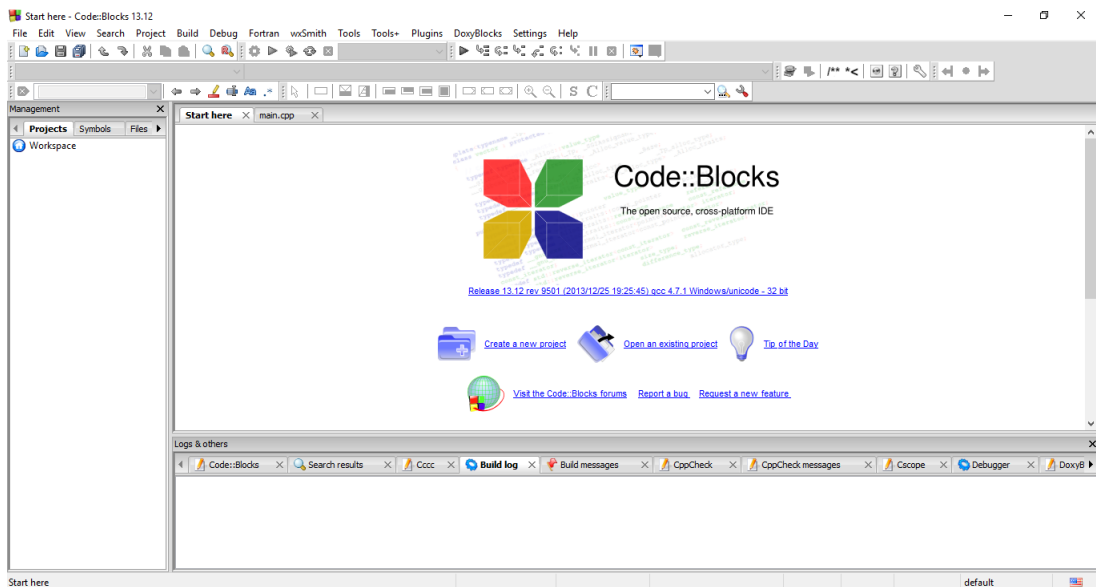 Start here - Code::Blocks 13.12
File Edit View Search Project Build Debug Fortran wxSmith Tools Tools+ Plugins DoxyBlocks Settings Help
/** *<
S C
Management
Projects Symbols Files
Workspace
Start here main.cpp
Code::Blocks
The open source, cross-platform IDE
Release 13.12 rev 9501 (2013/12/25 19:25:45) gcc 4.7.1 Windows/unicode - 32 bit
Create a new project Open an existing project Tip of the Day
Visit the Code::Blocks forums Report a bug Request a new feature
Logs & others
Code::Blocks Search results Cccc Build log Build messages CppCheck CppCheck messages Cscope Debugger DoxyB
Start here default